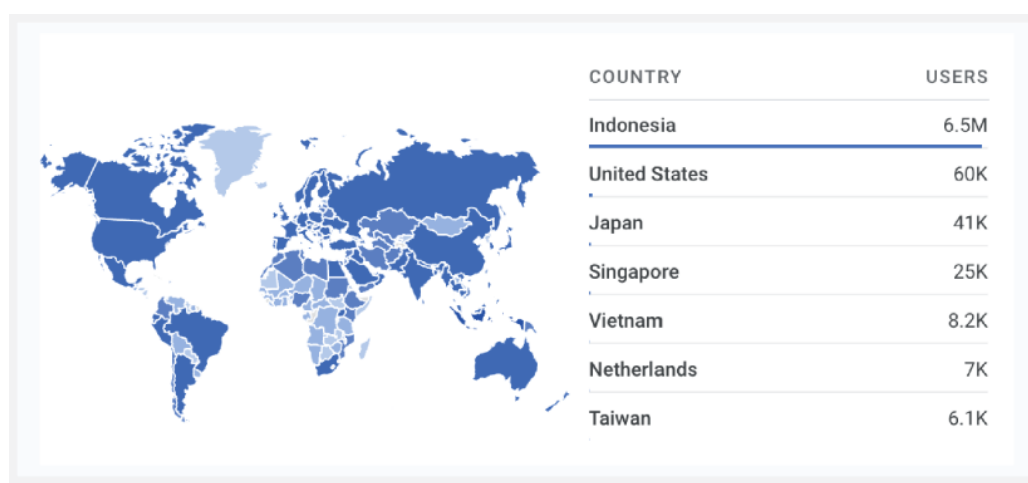 COUNTRY USERS
Indonesia 6.5M
United States 60K
Japan 41K
Singapore 25K
Vietnam 8.2K
Netherlands 7K
Taiwan 6.1K